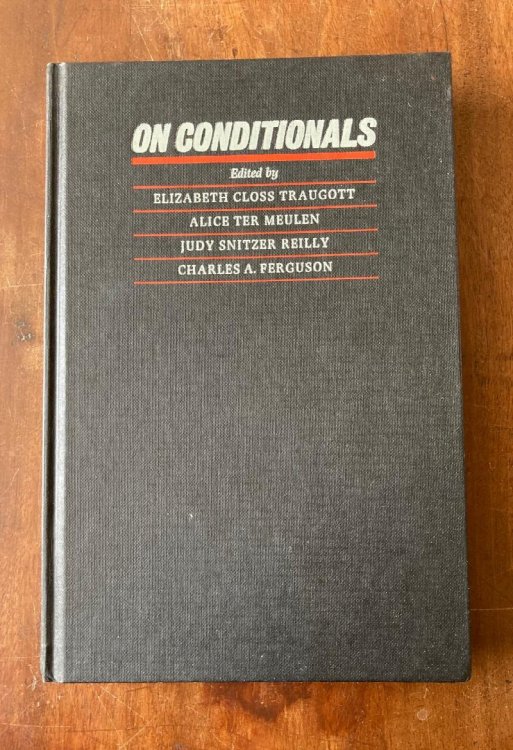 ON CONDITIONALS
Edited by
ELIZABETH CLOSS TRAUGOTT
ALICE TER MEULEN
JUDY SNITZER REILLY
CHARLES A. FERGUSON